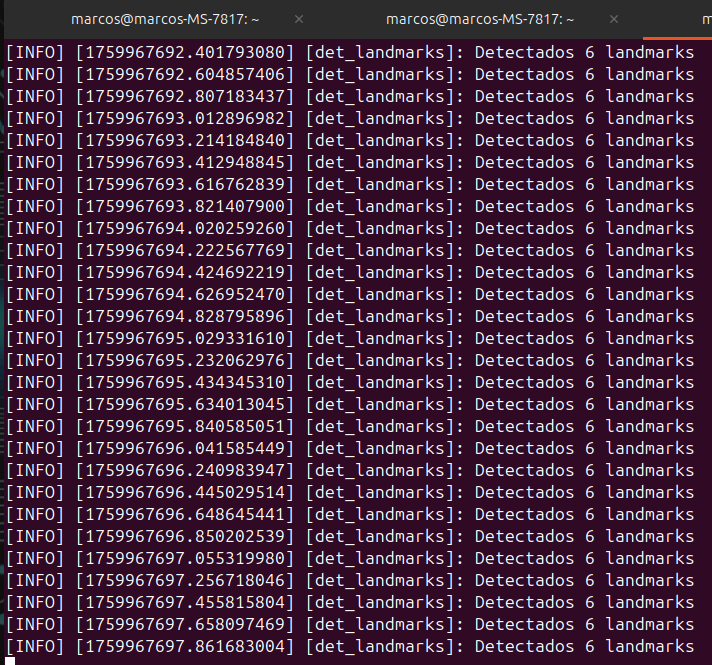 marcos@marcos-MS-7817: ~ × marcos@marcos-MS-7817: ~ × m
[INFO] [1759967692.401793080] [det_landmarks]: Detectados 6 landmarks
[INFO] [1759967692.604857406] [det_landmarks]: Detectados 6 landmarks
[INFO] [1759967692.807183437] [det_landmarks]: Detectados 6 landmarks
[INFO] [1759967693.012896982] [det_landmarks]: Detectados 6 landmarks
[INFO] [1759967693.214184840] [det_landmarks]: Detectados 6 landmarks
[INFO] [1759967693.412948845] [det_landmarks]: Detectados 6 landmarks
[INFO] [1759967693.616762839] [det_landmarks]: Detectados 6 landmarks
[INFO] [1759967693.821407900] [det_landmarks]: Detectados 6 landmarks
[INFO] [1759967694.020259260] [det_landmarks]: Detectados 6 landmarks
[INFO] [1759967694.222567769] [det_landmarks]: Detectados 6 landmarks
[INFO] [1759967694.424692219] [det_landmarks]: Detectados 6 landmarks
[INFO] [1759967694.626952470] [det_landmarks]: Detectados 6 landmarks
[INFO] [1759967694.828795896] [det_landmarks]: Detectados 6 landmarks
[INFO] [1759967695.029331610] [det_landmarks]: Detectados 6 landmarks
[INFO] [1759967695.232062976] [det_landmarks]: Detectados 6 landmarks
[INFO] [1759967695.434345310] [det_landmarks]: Detectados 6 landmarks
[INFO] [1759967695.634013045] [det_landmarks]: Detectados 6 landmarks
[INFO] [1759967695.840585051] [det_landmarks]: Detectados 6 landmarks
[INFO] [1759967696.041585449] [det_landmarks]: Detectados 6 landmarks
[INFO] [1759967696.240983947] [det_landmarks]: Detectados 6 landmarks
[INFO] [1759967696.445029514] [det_landmarks]: Detectados 6 landmarks
[INFO] [1759967696.648645441] [det_landmarks]: Detectados 6 landmarks
[INFO] [1759967696.850202539] [det_landmarks]: Detectados 6 landmarks
[INFO] [1759967697.055319980] [det_landmarks]: Detectados 6 landmarks
[INFO] [1759967697.256718046] [det_landmarks]: Detectados 6 landmarks
[INFO] [1759967697.455815804] [det_landmarks]: Detectados 6 landmarks
[INFO] [1759967697.658097469] [det_landmarks]: Detectados 6 landmarks
[INFO] [1759967697.861683004] [det_landmarks]: Detectados 6 landmarks